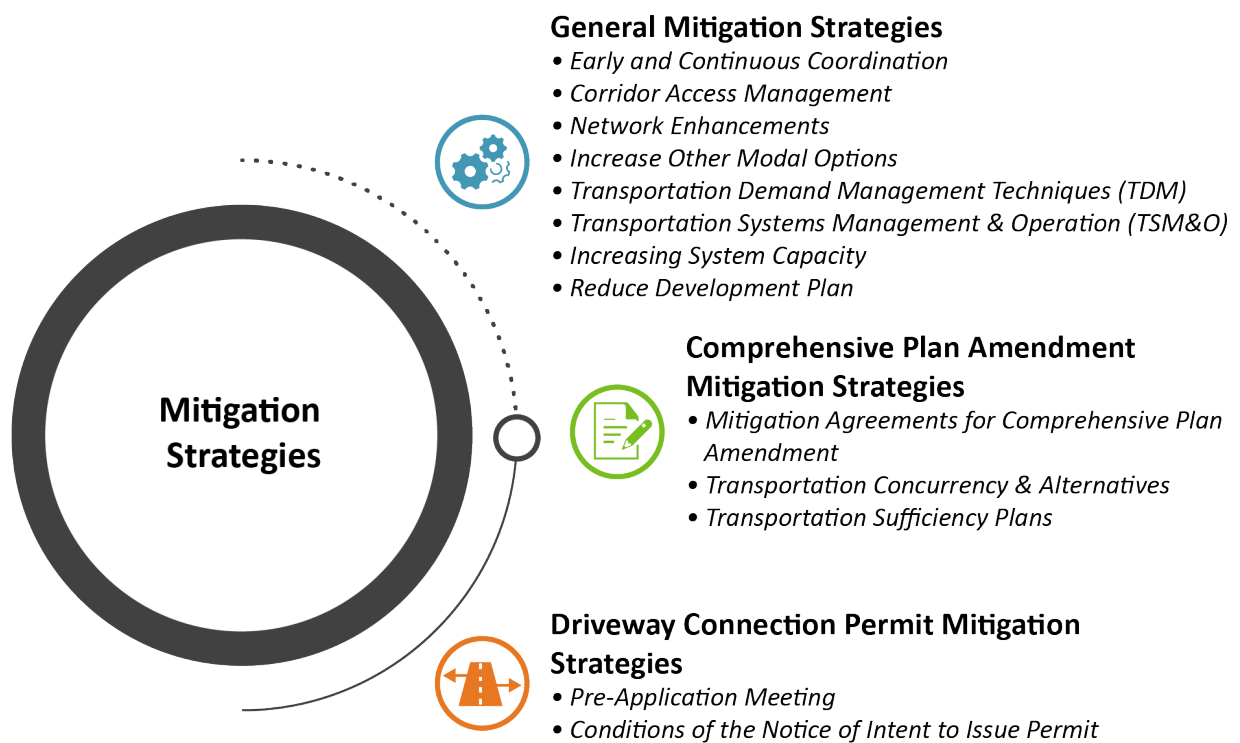 General Mitigation Strategies
• Early and Continuous Coordination
• Corridor Access Management
• Network Enhancements
• Increase Other Modal Options
• Transportation Demand Management Techniques (TDM)
• Transportation Systems Management & Operation (TSM&O)
• Increasing System Capacity
• Reduce Development Plan
Mitigation
Strategies
Comprehensive Plan Amendment
Mitigation Strategies
• Mitigation Agreements for Comprehensive Plan
Amendment
• Transportation Concurrency & Alternatives
• Transportation Sufficiency Plans
Driveway Connection Permit Mitigation
Strategies
• Pre-Application Meeting
• Conditions of the Notice of Intent to Issue Permit